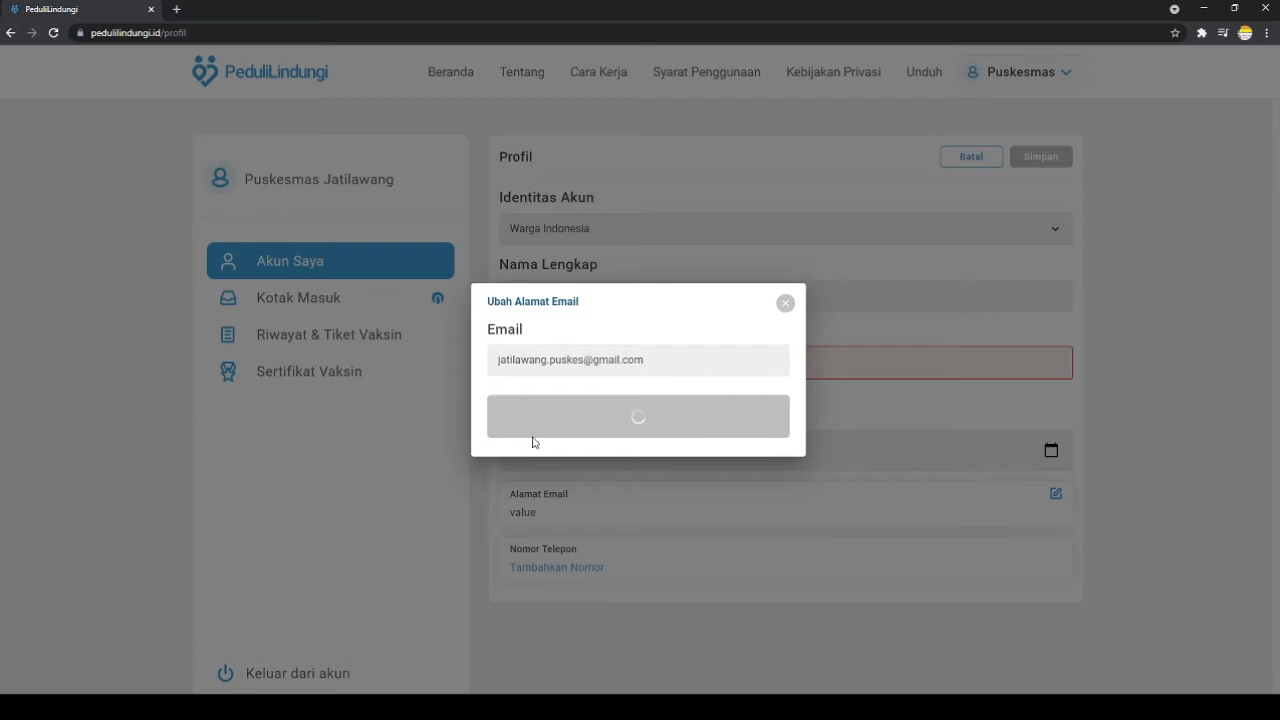 PeduliLindungi
pedulilindungi.id/profil
PeduliLindungi
Beranda
Tentang
Cara Kerja
Syarat Penggunaan
Kebijakan Privasi
Unduh
Puskesmas
Puskesmas Jatilawang
Akun Saya
Kotak Masuk
Riwayat & Tiket Vaksin
Sertifikat Vaksin
Keluar dari akun
Profil
Batal
Simpan
Identitas Akun
Warga Indonesia
Nama Lengkap
Ubah Alamat Email
Email
jatilawang.puskes@gmail.com
Alamat Email
value
Nomor Telepon
Tambahkan Nomor